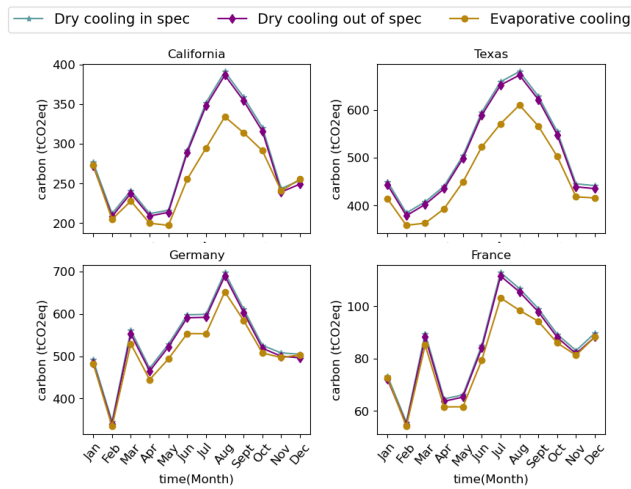 Dry cooling in spec Dry cooling out of spec Evaporative cooling
California Texas
carbon (tCO2eq) 400 350 300 250 200
carbon (tCO2eq) 600 500 400
Germany France
carbon (tCO2eq) 700 600 500 400
carbon (tCO2eq) 100 80 60
Jan Feb Mar Apr May Jun Jul Aug Sept Oct Nov Dec
Jan Feb Mar Apr May Jun Jul Aug Sept Oct Nov Dec
time(Month) time(Month)